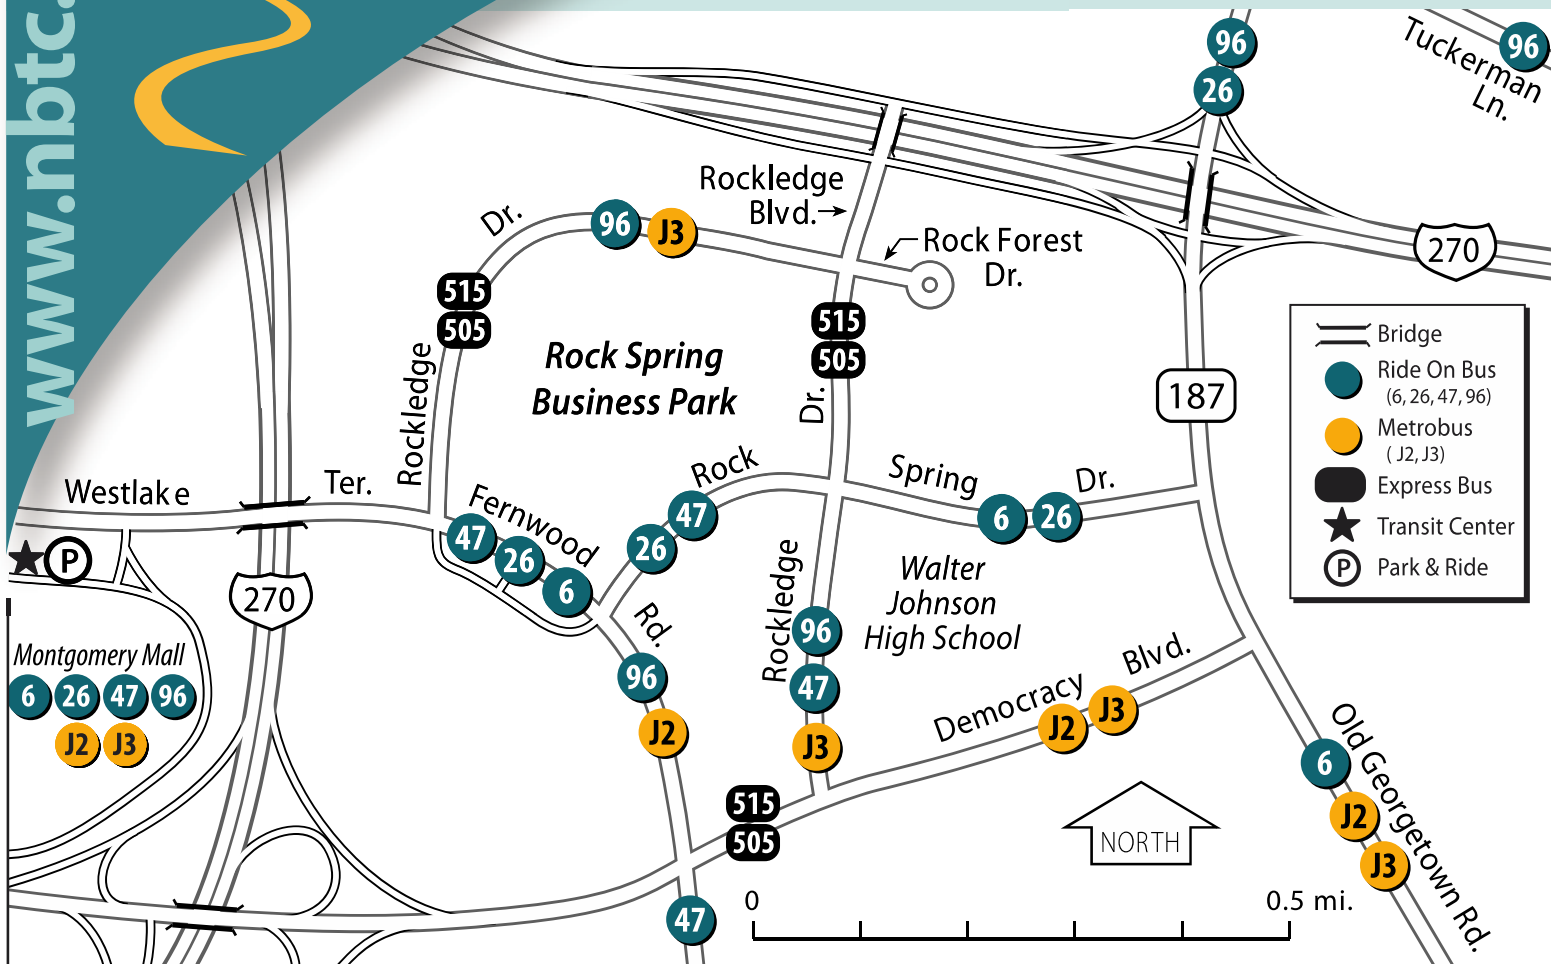 www.nbtc.
96
26
Tuckerman
Ln.
96
Rockledge
Blvd.
Rock Forest
Dr.
270
Dr.
96
J3
515
505
Rockledge
Rock Spring
Business Park
515
505
Dr.
187
Bridge
Ride On Bus
(6, 26, 47, 96)
Metrobus
( J2, J3)
Express Bus
Transit Center
P
Park & Ride
Westlake
Ter.
P
270
Fernwood
47
26
6
Rd.
Rock
47
26
Spring
Dr.
6
26
Walter
Johnson
High School
Rockledge
96
47
J3
Montgomery Mall
6
26
47
96
J2
J3
96
J2
Democracy
Blvd.
J2
J3
515
505
47
Old Georgetown Rd.
6
J2
J3
NORTH
0
0.5 mi.